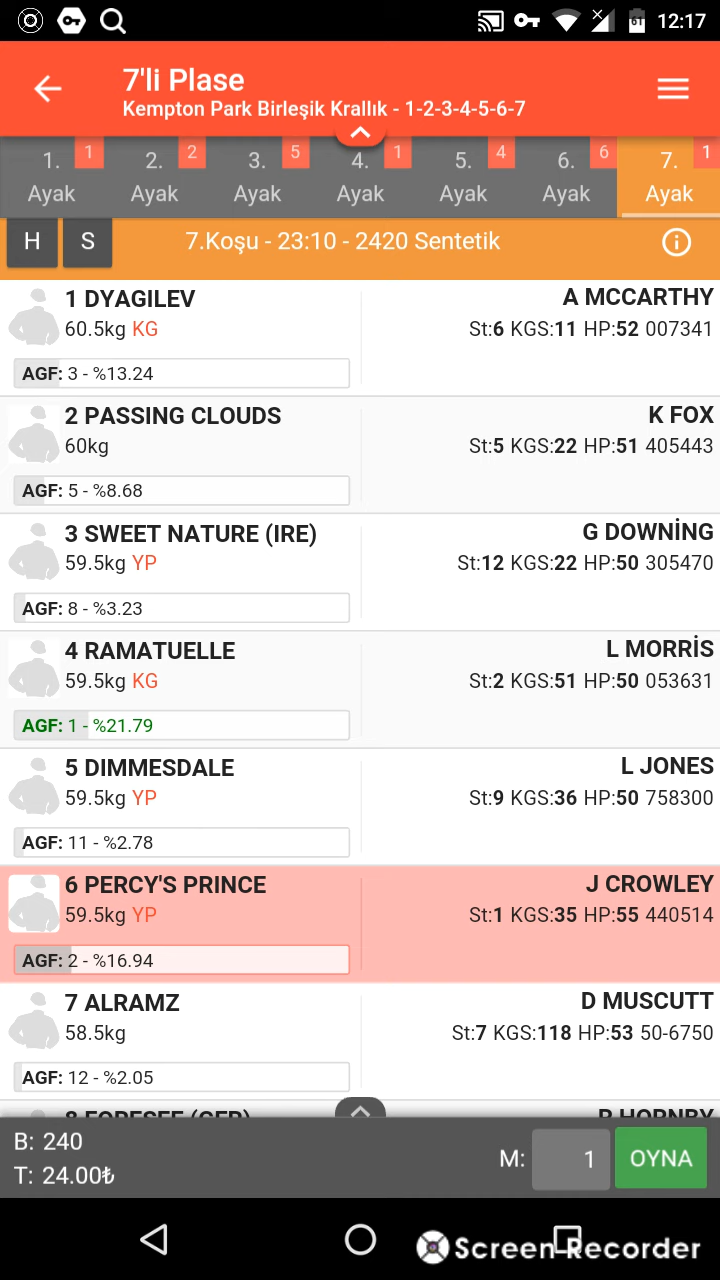 61 12:17
7'li Plase
Kempton Park Birleşik Krallık - 1-2-3-4-5-6-7
1. Ayak 1
2. Ayak 2
3. Ayak 5
4. Ayak 1
5. Ayak 4
6. Ayak 6
7. Ayak 1
H S 7.Koşu - 23:10 - 2420 Sentetik
1 DYAGILEV A MCCARTHY
60.5kg KG St:6 KGS:11 HP:52 007341
AGF: 3 - %13.24
2 PASSING CLOUDS K FOX
60kg St:5 KGS:22 HP:51 405443
AGF: 5 - %8.68
3 SWEET NATURE (IRE) G DOWNİNG
59.5kg YP St:12 KGS:22 HP:50 305470
AGF: 8 - %3.23
4 RAMATUELLE L MORRİS
59.5kg KG St:2 KGS:51 HP:50 053631
AGF: 1 - %21.79
5 DIMMESDALE L JONES
59.5kg YP St:9 KGS:36 HP:50 758300
AGF: 11 - %2.78
6 PERCY'S PRINCE J CROWLEY
59.5kg YP St:1 KGS:35 HP:55 440514
AGF: 2 - %16.94
7 ALRAMZ D MUSCUTT
58.5kg St:7 KGS:118 HP:53 50-6750
AGF: 12 - %2.05
8 FORESEE (GER) R HORNBY
B: 240
T: 24.00₺
M: 1 OYNA
Screen Recorder